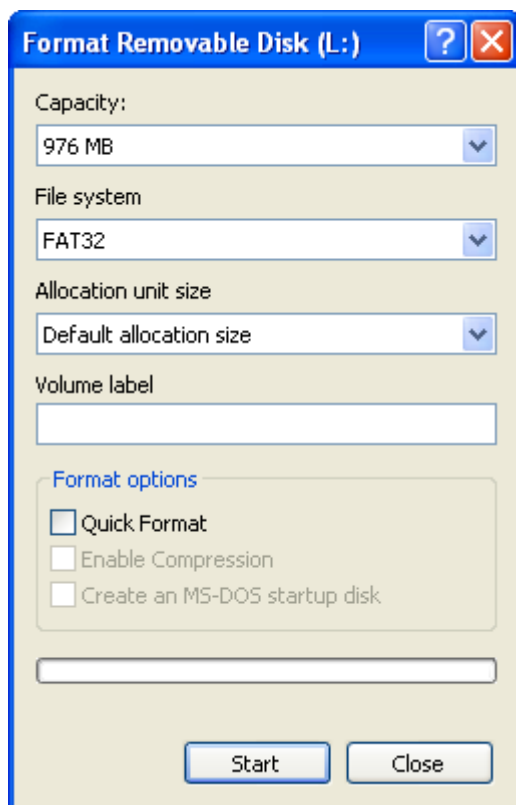 Format Removable Disk (L:)
Capacity:
976 MB
File system
FAT32
Allocation unit size
Default allocation size
Volume label
Format options
Quick Format
Enable Compression
Create an MS-DOS startup disk
Start Close